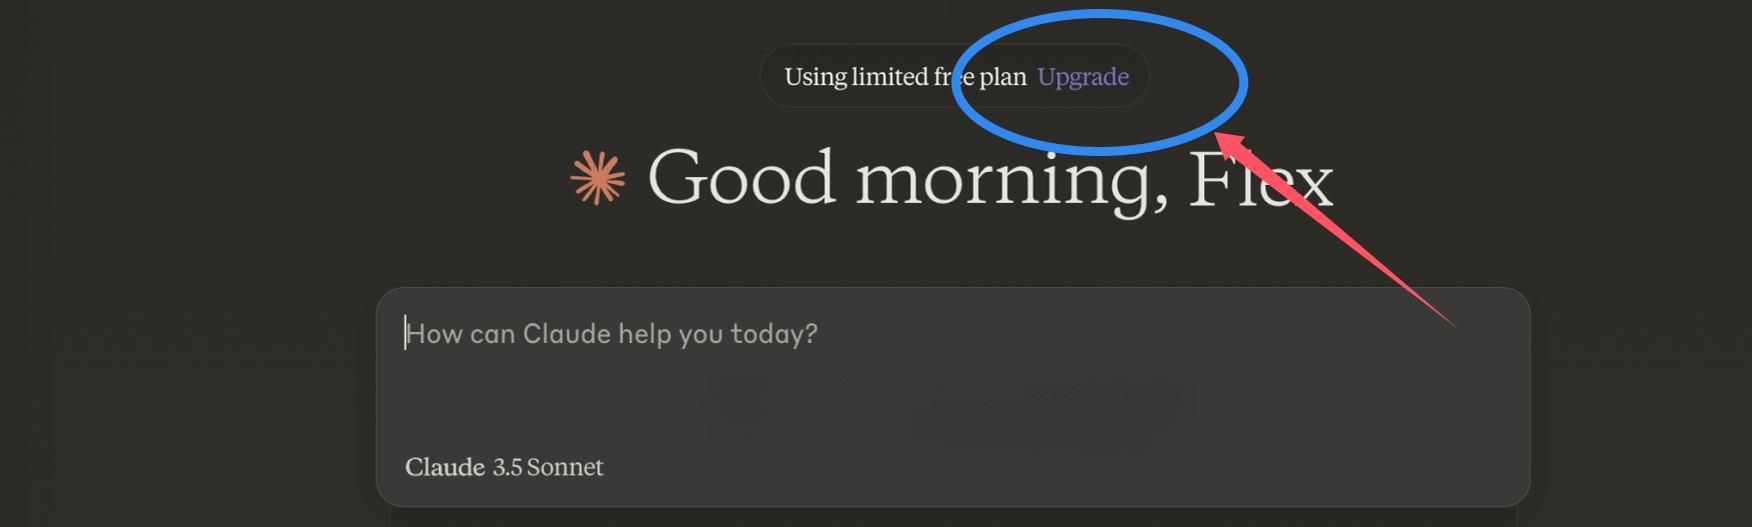 Using limited free plan Upgrade
Good morning, Flex
How can Claude help you today?
Claude 3.5 Sonnet